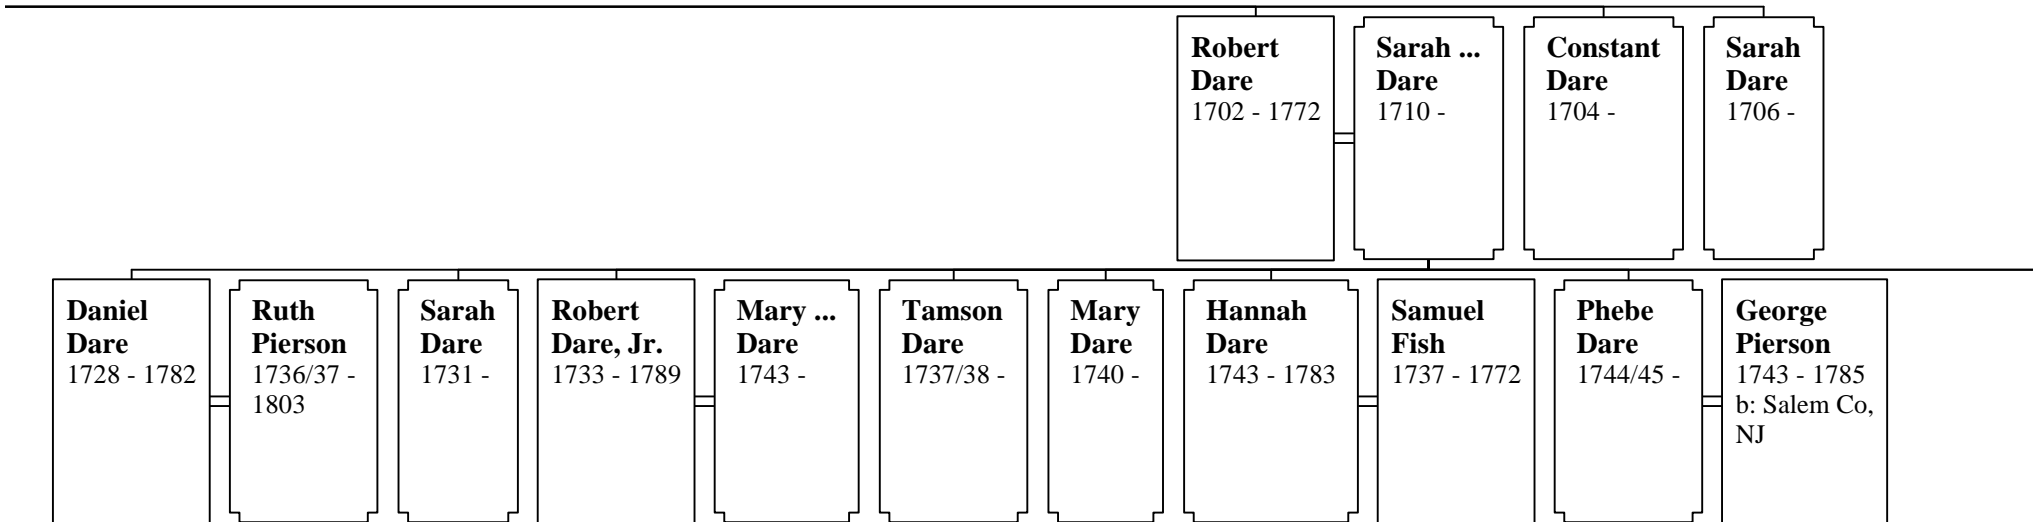 Robert
Dare
1702 - 1772
Sarah ...
Dare
1710 -
Constant
Dare
1704 -
Sarah
Dare
1706 -
Daniel
Dare
1728 - 1782
Ruth
Pierson
1736/37 -
1803
Sarah
Dare
1731 -
Robert
Dare, Jr.
1733 - 1789
Mary ...
Dare
1743 -
Tamson
Dare
1737/38 -
Mary
Dare
1740 -
Hannah
Dare
1743 - 1783
Samuel
Fish
1737 - 1772
Phebe
Dare
1744/45 -
George
Pierson
1743 - 1785
b: Salem Co,
NJ